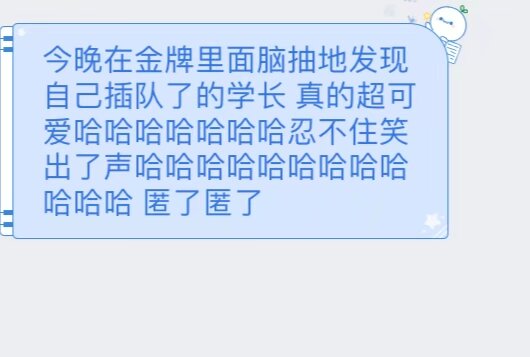 今晚在金牌里面脑抽地发现
自己插队了的学长 真的超可
爱哈哈哈哈哈哈哈忍不住笑
出了声哈哈哈哈哈哈哈哈哈
哈哈哈 匿了匿了